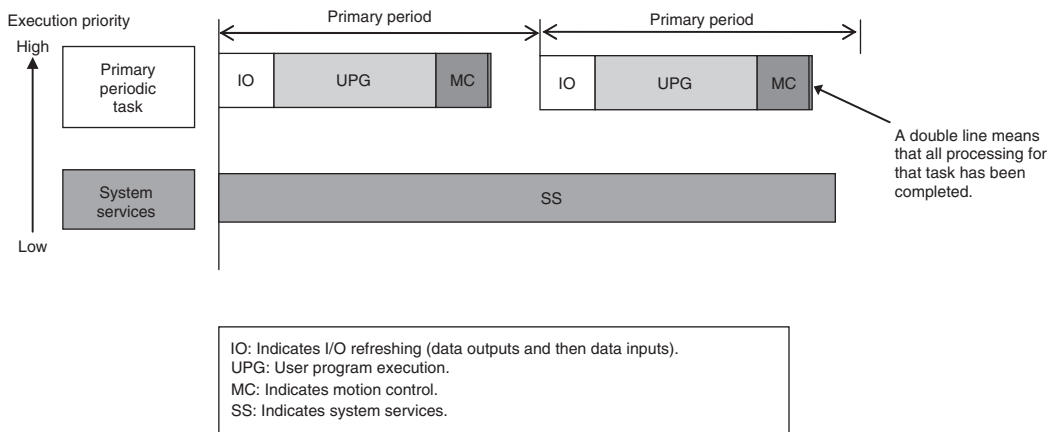 Execution priority
High
Primary
periodic
task
System
services
Low
Primary period
Primary period
IO
UPG
MC
IO
UPG
MC
SS
A double line means
that all processing for
that task has been
completed.
IO: Indicates I/O refreshing (data outputs and then data inputs).
UPG: User program execution.
MC: Indicates motion control.
SS: Indicates system services.